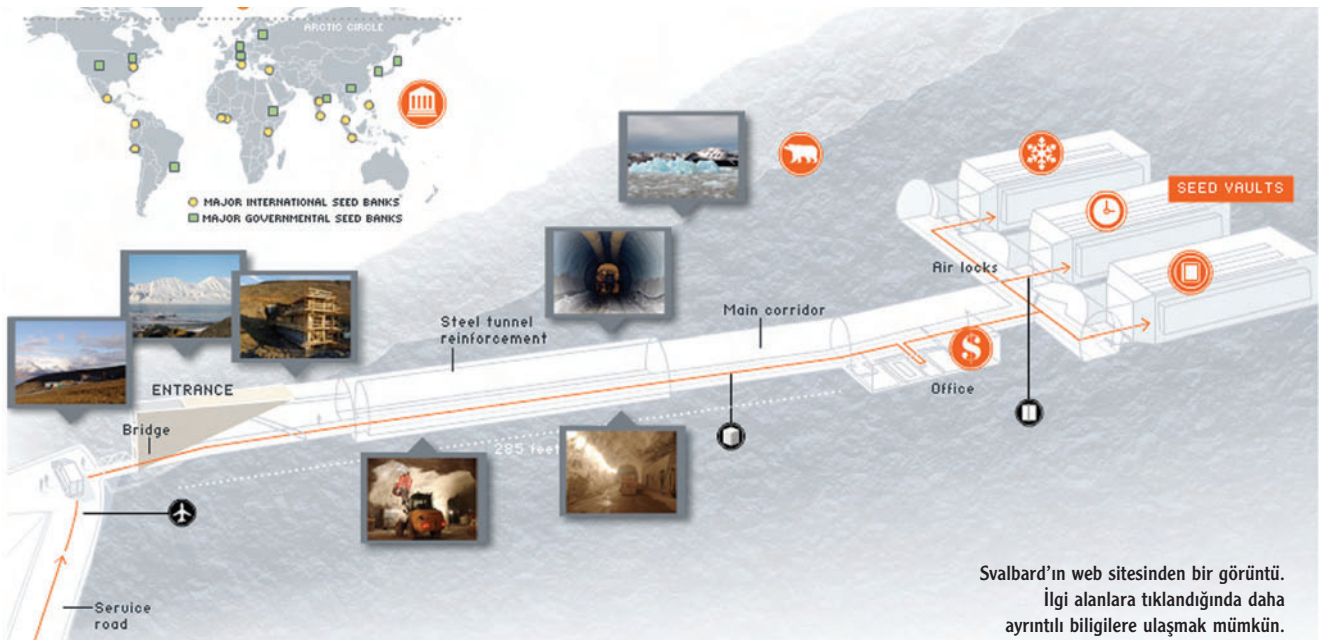 ARCTIC CIRCLE
MAJOR INTERNATIONAL SEED BANKS
MAJOR GOVERNMENTAL SEED BANKS
SEED VAULTS
Air locks
Main corridor
Steel tunnel
reinforcement
$
Office
ENTRANCE
Bridge
285 feet
Service
road
Svalbard'ın web sitesinden bir görüntü.
İlgi alanlara tıklandığında daha
ayrıntılı biligilere ulaşmak mümkün.